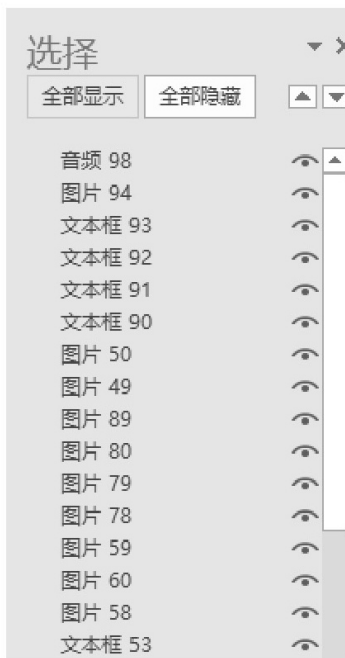 选择
全部显示 全部隐藏
音频 98
图片 94
文本框 93
文本框 92
文本框 91
文本框 90
图片 50
图片 49
图片 89
图片 80
图片 79
图片 78
图片 59
图片 60
图片 58
文本框 53